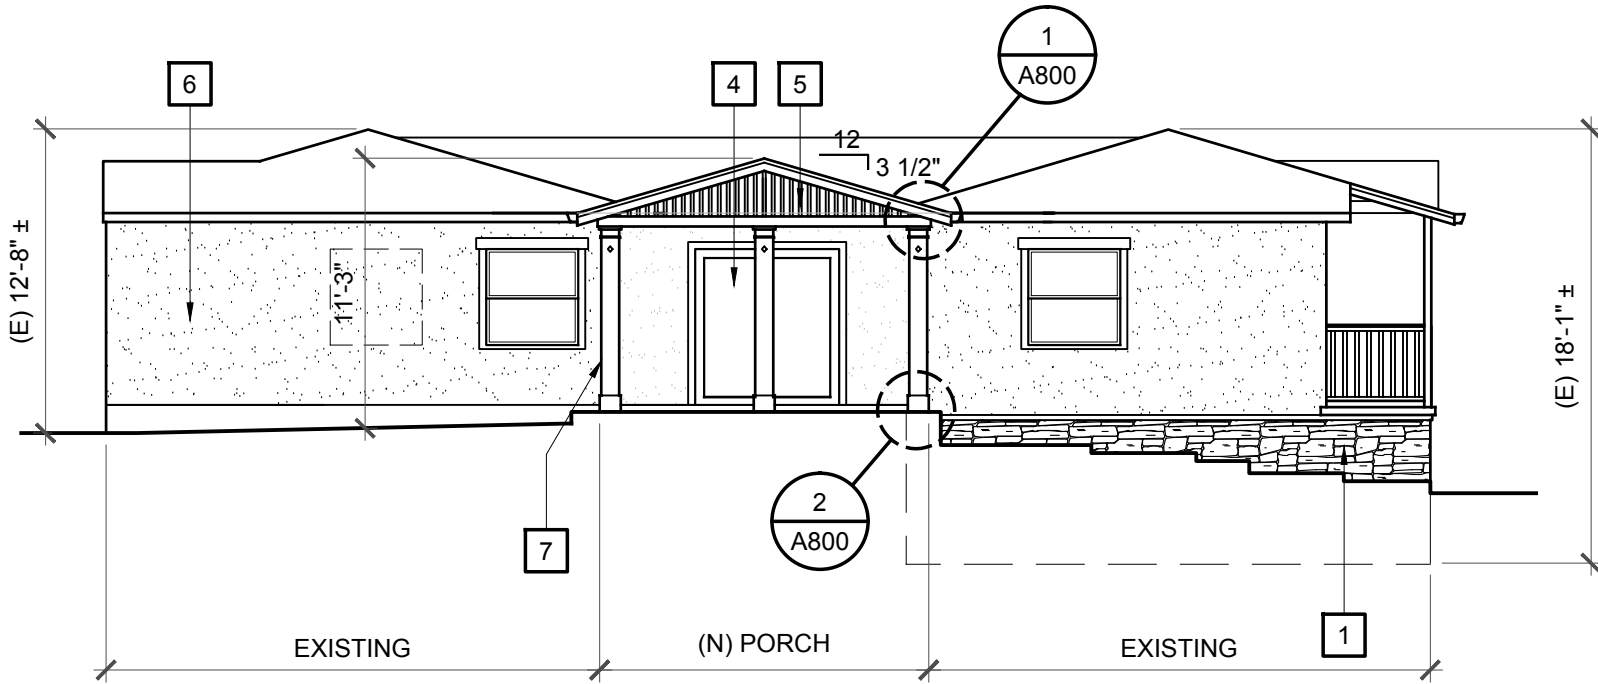 1
A800
6
4
5
12
3 1/2"
(E) 12'-8" ±
11'-3"
(E) 18'-1" ±
2
A800
7
1
EXISTING
(N) PORCH
EXISTING